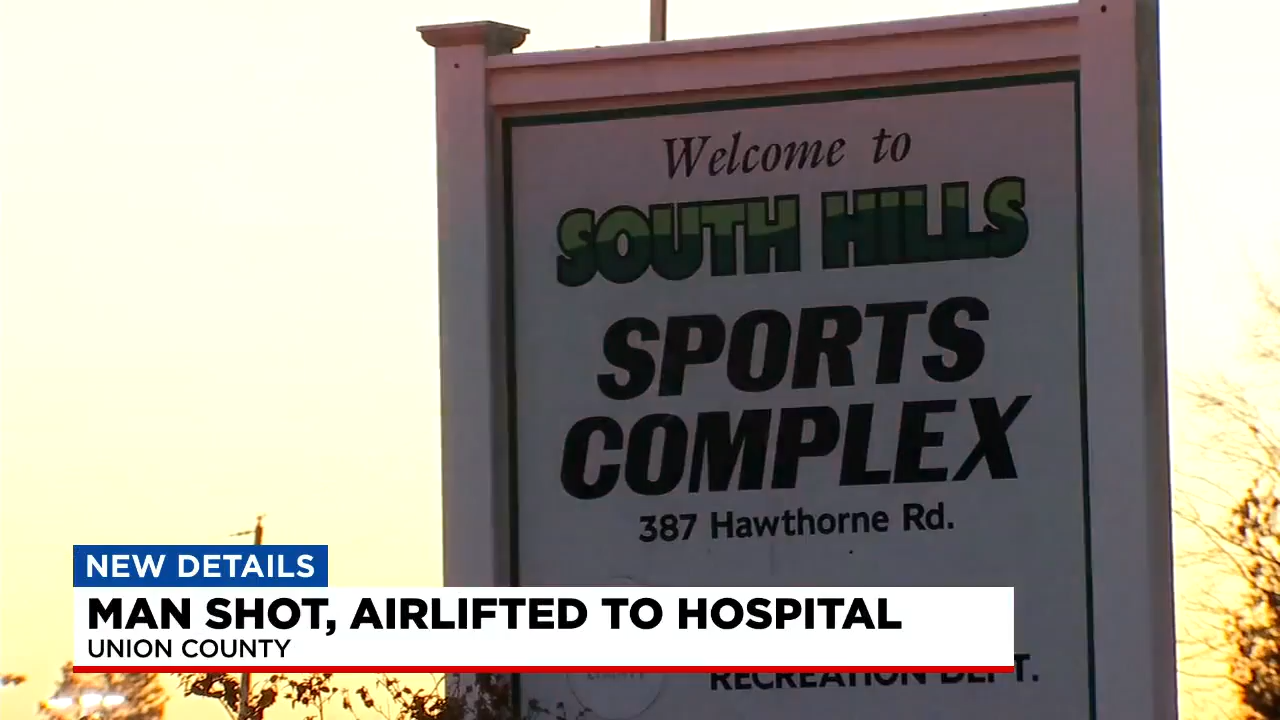 Welcome to
SOUTH HILLS
SPORTS
COMPLEX
387 Hawthorne Rd.
NEW DETAILS
MAN SHOT, AIRLIFTED TO HOSPITAL
UNION COUNTY
RECREATION DEPT.